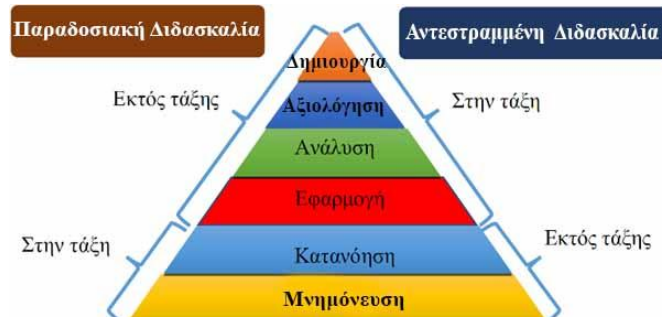 Παραδοσιακή Διδασκαλία
Αντεστραμμένη Διδασκαλία
Δημιουργία
Εκτός τάξης
Αξιολόγηση
Στην τάξη
Ανάλυση
Εφαρμογή
Στην τάξη
Κατανόηση
Εκτός τάξης
Μνημόνευση